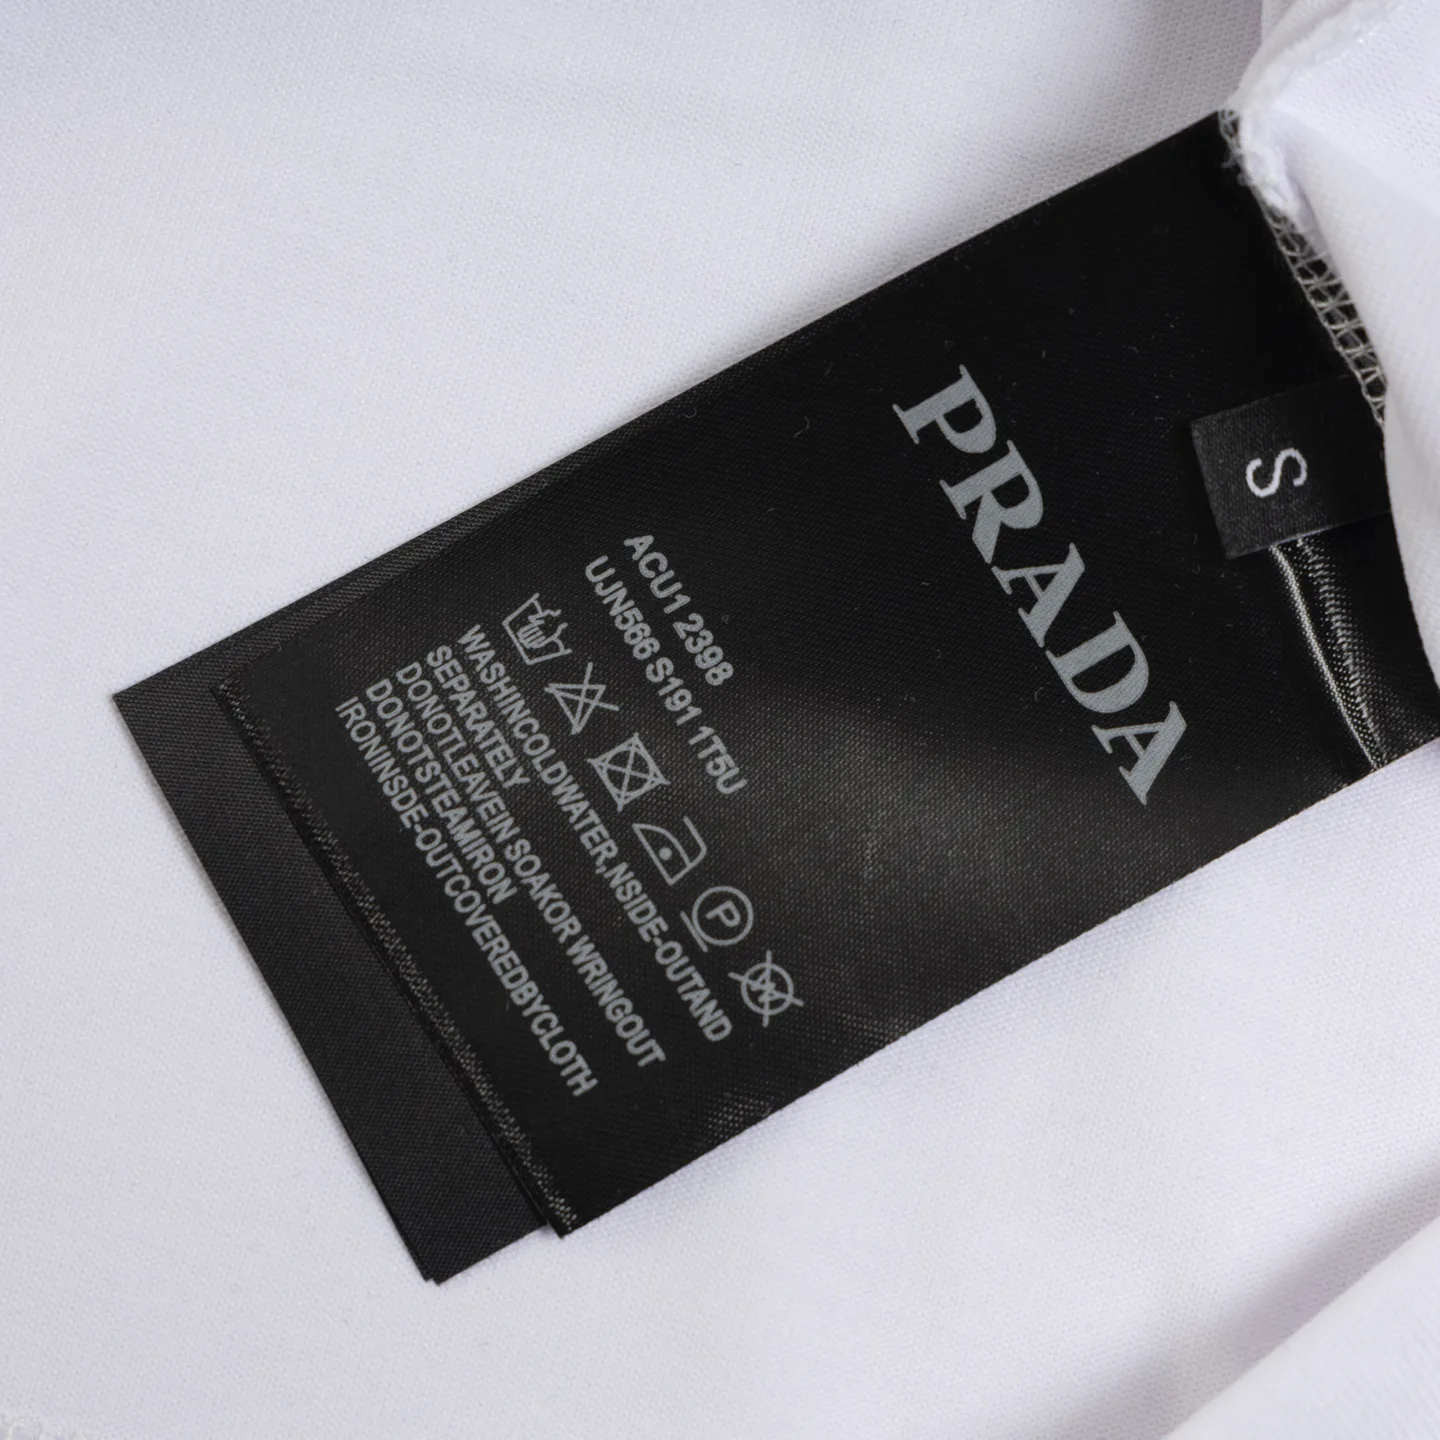 PRADA
S
ACU1 2398
UJN566 S191 1T5U
P
W
WASHINCOLDWATER,NSIDE-OUTAND
SEPARATELY
DONOTLEAVEIN SOAKOR WRINGOUT
DONOTSTEAMIRON
IRONINSDE-OUTCOVEREDBYCLOTH